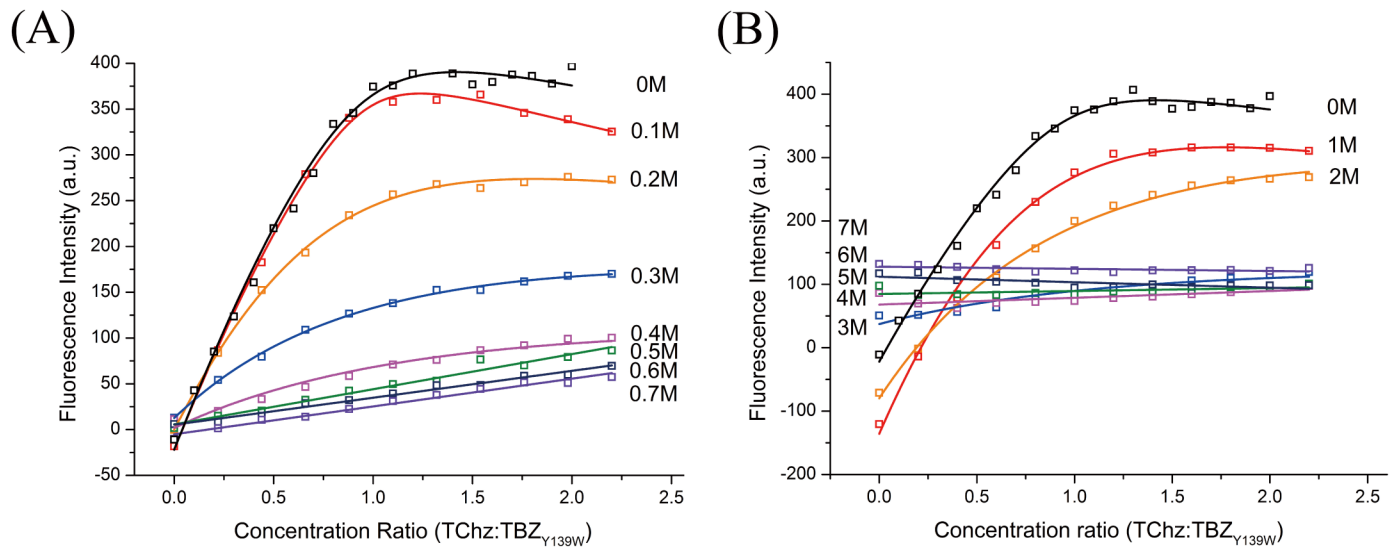 (A)
400
350
300
250
200
150
100
50
0
-50
0.0 0.5 1.0 1.5 2.0 2.5
Fluorescence Intensity (a.u.)
Concentration Ratio (TChz:TBZY139W)
0M
0.1M
0.2M
0.3M
0.4M
0.5M
0.6M
0.7M
(B)
400
300
200
100
0
-100
-200
0.0 0.5 1.0 1.5 2.0 2.5
Fluorescence Intensity (a.u.)
Concentration ratio (TChz:TBZY139W)
0M
1M
2M
7M
6M
5M
4M
3M